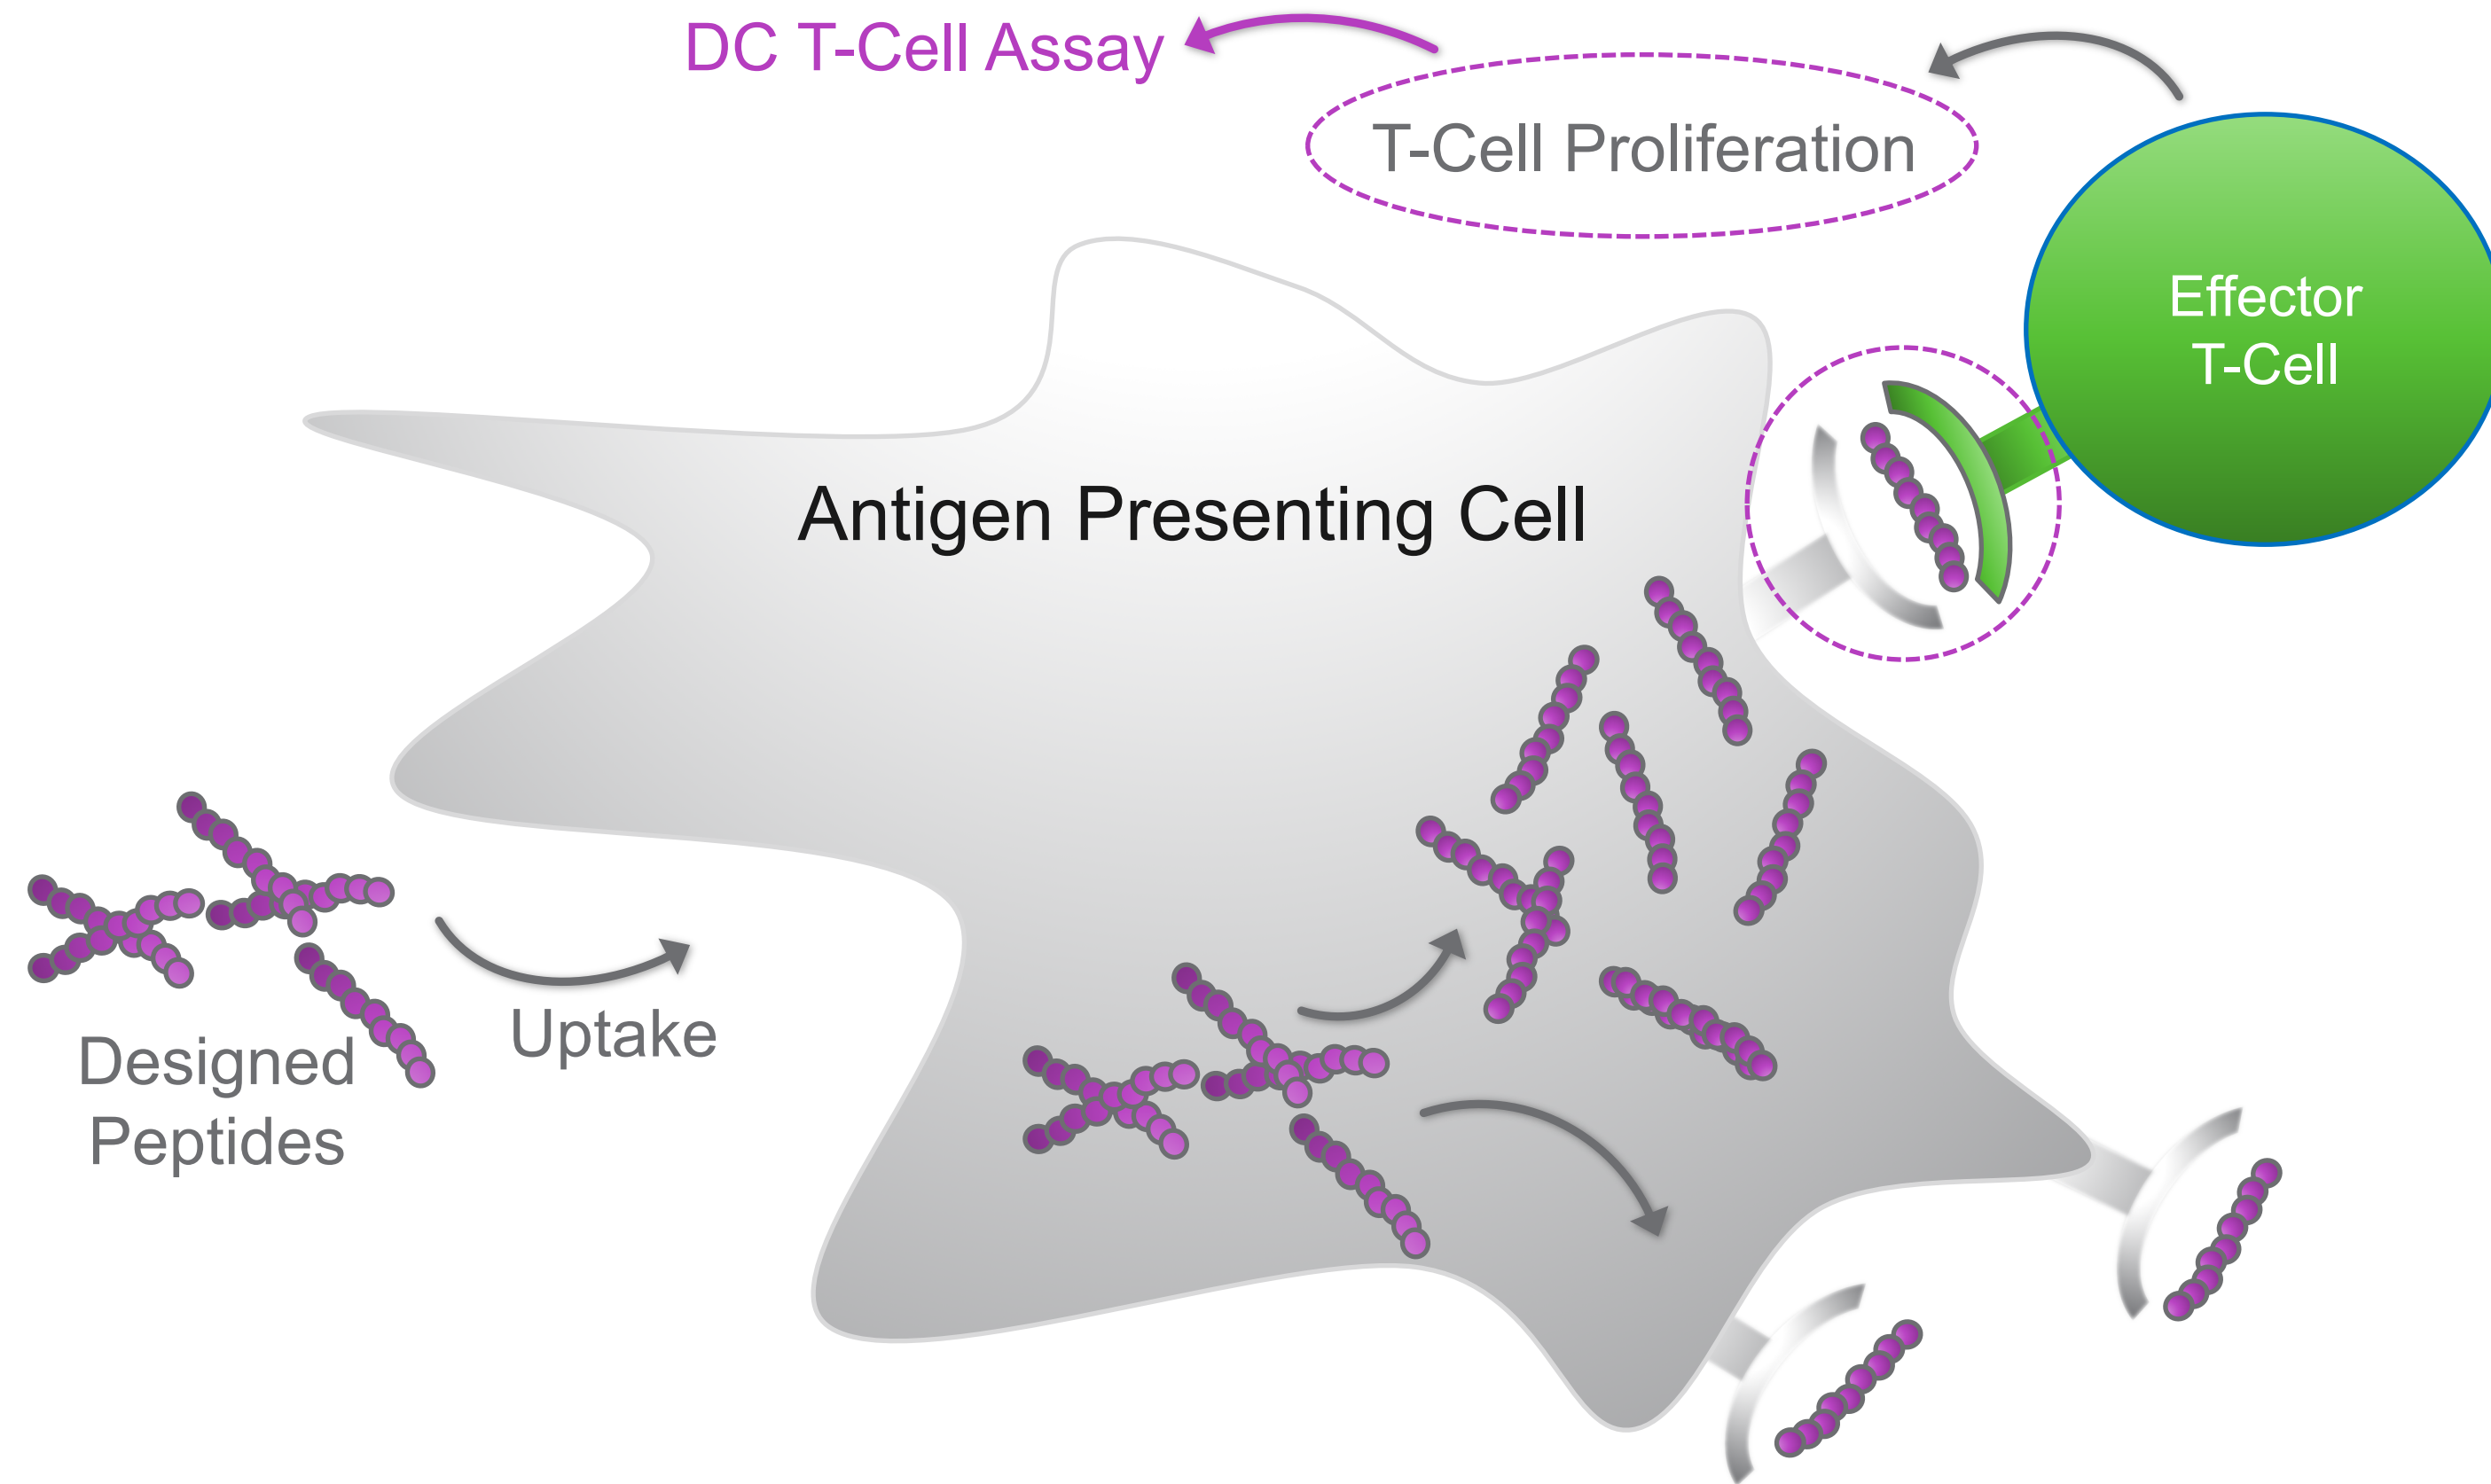 DC T-Cell Assay
T-Cell Proliferation
Effector
T-Cell
Antigen Presenting Cell
Designed
Peptides
Uptake